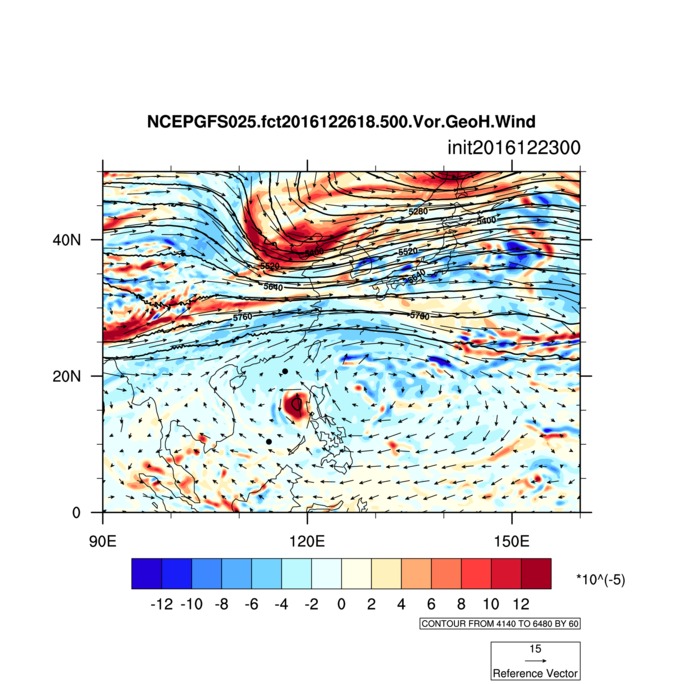 NCEPGFS025.fct2016122618.500.Vor.GeoH.Wind
init2016122300
5280
5400
40N
5520
5520
5640
5640
5760
5760
20N
0
90E 120E 150E
-12 -10 -8 -6 -4 -2 0 2 4 6 8 10 12
*10^(-5)
CONTOUR FROM 4140 TO 6480 BY 60
15
Reference Vector